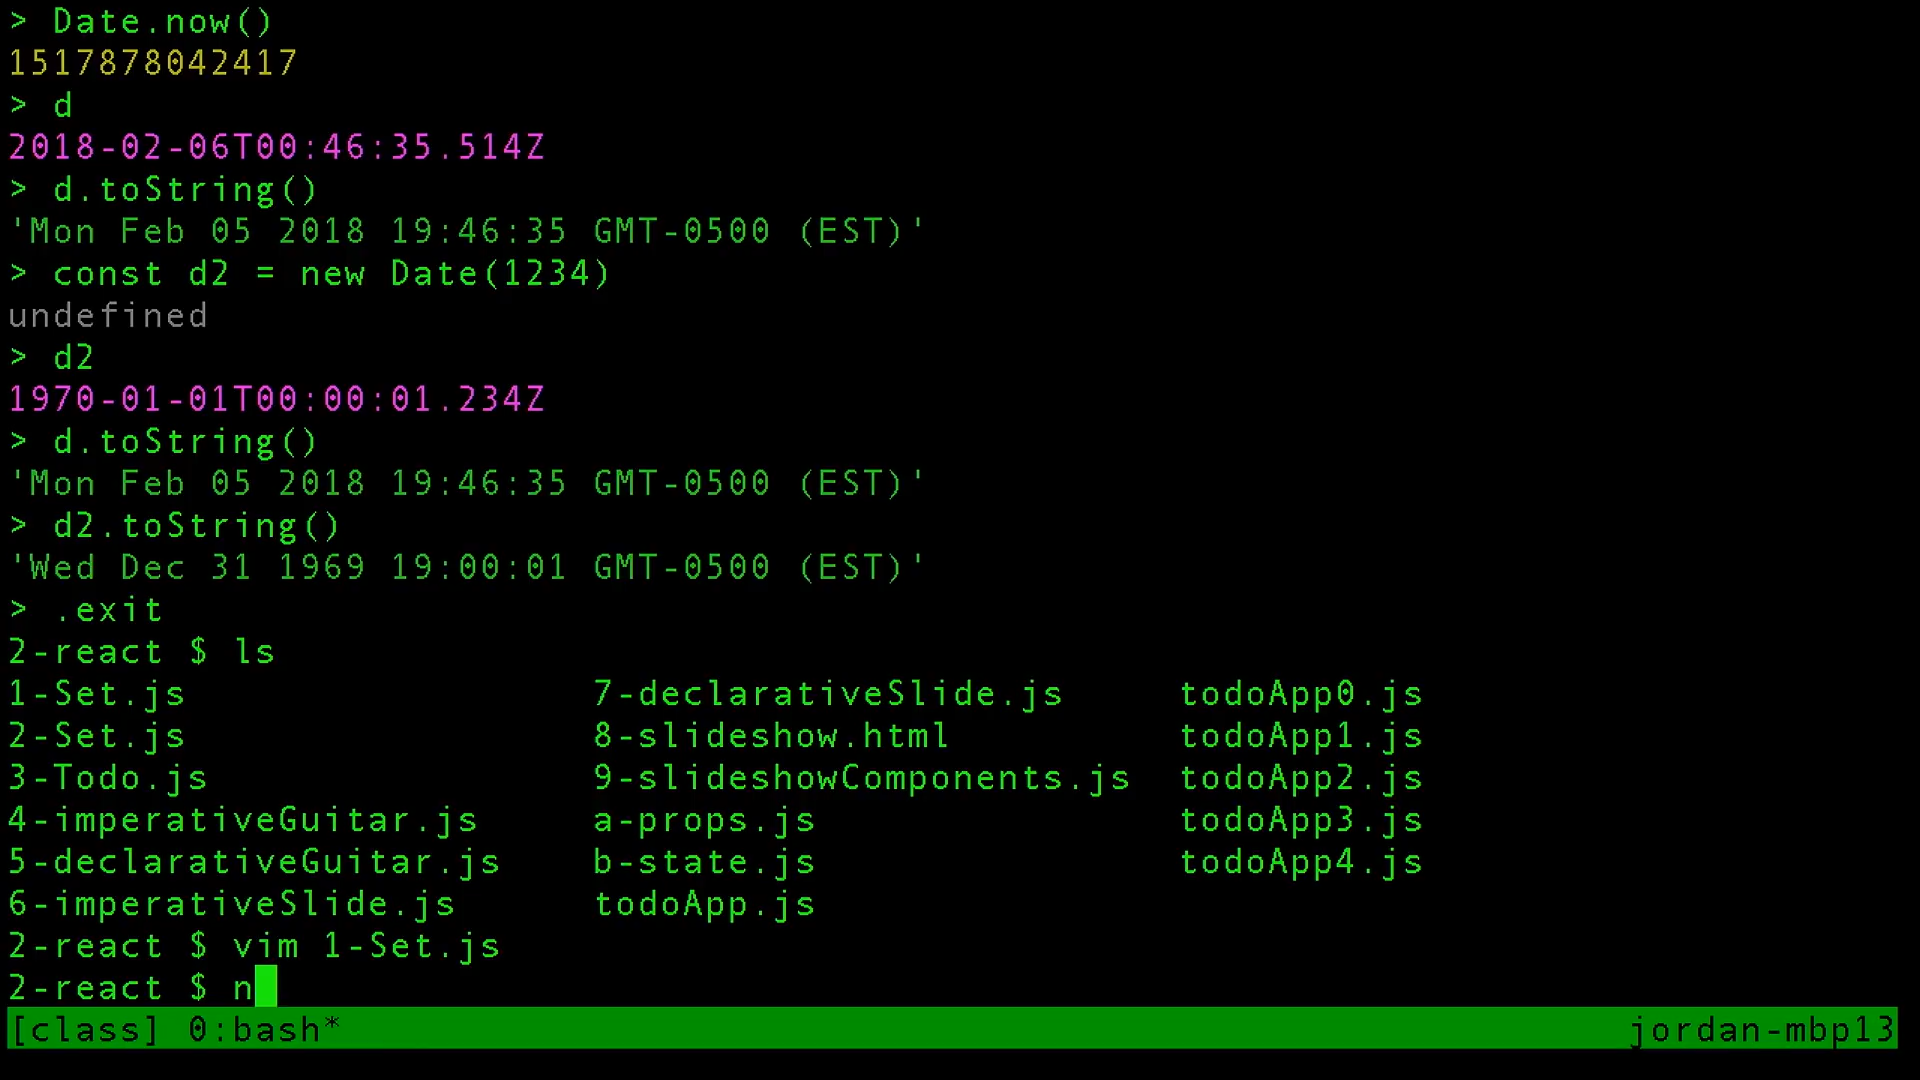 > Date.now()
1517878042417
> d
2018-02-06T00:46:35.514Z
> d.toString()
'Mon Feb 05 2018 19:46:35 GMT-0500 (EST)'
> const d2 = new Date(1234)
undefined
> d2
1970-01-01T00:00:01.234Z
> d.toString()
'Mon Feb 05 2018 19:46:35 GMT-0500 (EST)'
> d2.toString()
'Wed Dec 31 1969 19:00:01 GMT-0500 (EST)'
> .exit
2-react $ ls
1-Set.js 7-declarativeSlide.js todoApp0.js
2-Set.js 8-slideshow.html todoApp1.js
3-Todo.js 9-slideshowComponents.js todoApp2.js
4-imperativeGuitar.js a-props.js todoApp3.js
5-declarativeGuitar.js b-state.js todoApp4.js
6-imperativeSlide.js todoApp.js
2-react $ vim 1-Set.js
2-react $ n
[class] 0:bash* jordan-mbp13